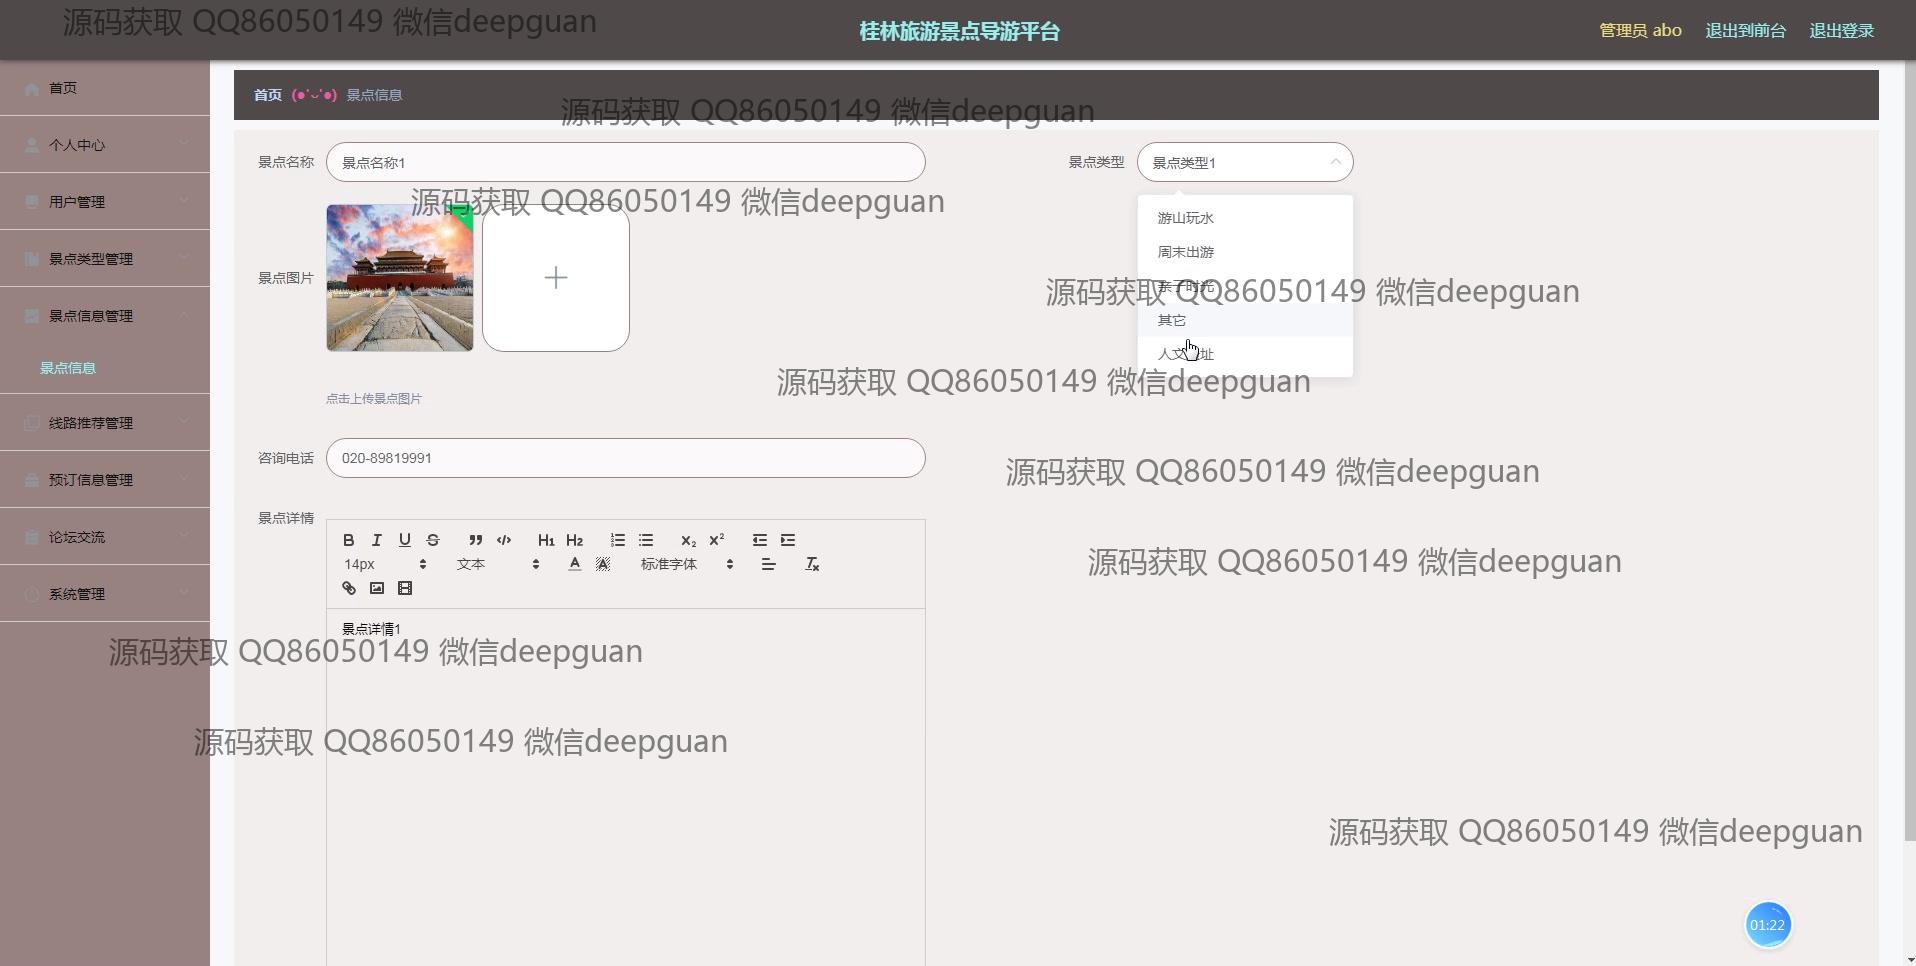 源码获取 QQ86050149 微信deepguan
桂林旅游景点导游平台
管理员 abo
退出到前台
退出登录
首页
个人中心
用户管理
景点类型管理
景点信息管理
景点信息
线路推荐管理
预订信息管理
论坛交流
系统管理
首页 (●'◡'●) 景点信息
源码获取 QQ86050149 微信deepguan
景点名称 景点名称1
景点类型 景点类型1
源码获取 QQ86050149 微信deepguan
游山玩水
周末出游
亲子时光
其它
源码获取 QQ86050149 微信deepguan
景点图片
点击上传景点图片
源码获取 QQ86050149 微信deepguan
咨询电话 020-89819991
源码获取 QQ86050149 微信deepguan
景点详情
B I U S ” </> H1 H2 X2 X2
14px 文本 A A 标准字体 Tx
源码获取 QQ86050149 微信deepguan
景点详情1
源码获取 QQ86050149 微信deepguan
源码获取 QQ86050149 微信deepguan
源码获取 QQ86050149 微信deepguan
01:22